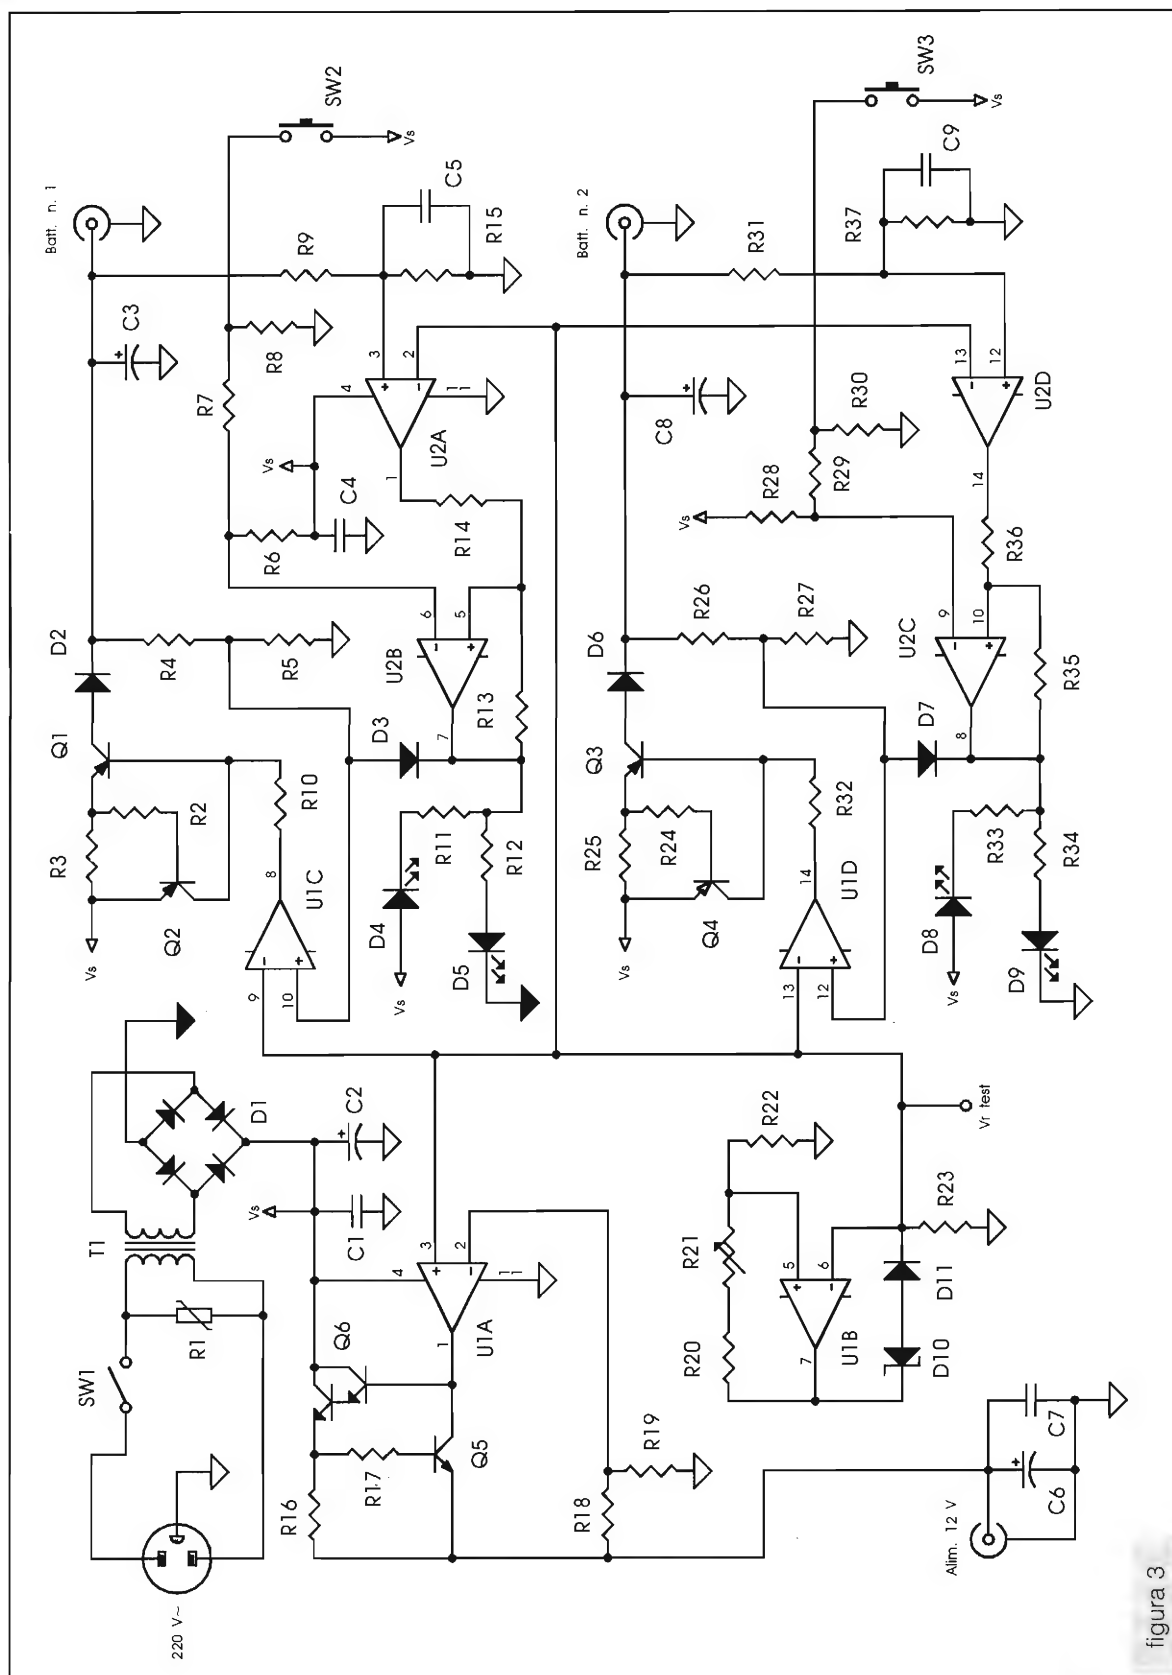 220 V~
SW1
R1
T1
D1
Vs
C1
C2
R16
R17
Q6
Q5
4
3
2
1
11
U1A
R18
R19
Alim. 12 V
C6
C7
R20
R21
R22
5
6
7
U1B
D10
D11
R23
Vr test
Vs
R3
R2
Q2
Q1
D2
C3
Batt. n. 1
R4
R5
R10
8
U1C
9
10
D3
D4
Vs
R11
R12
D5
R7
R8
R6
Vs
C4
SW2
Vs
R9
C5
R15
4
3
2
1
11
U2A
R14
6
5
7
U2B
R13
Vs
R25
R24
Q4
Q3
D6
C8
Batt. n. 2
R26
R27
R32
14
U1D
13
12
D7
D8
Vs
R33
R34
D9
Vs
R28
R29
R30
SW3
Vs
R31
C9
R37
13
12
14
U2D
R36
9
10
8
U2C
R35
figura 3